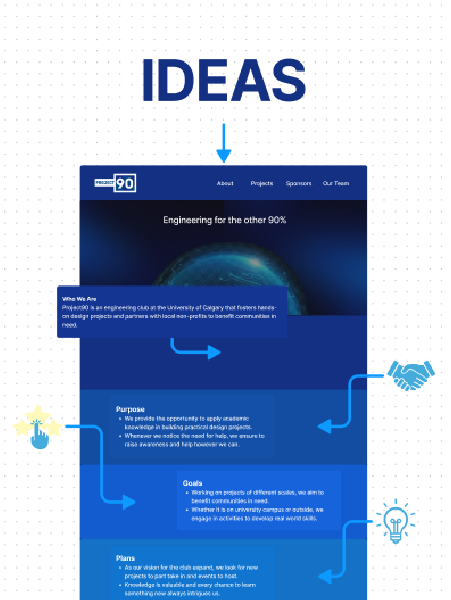 IDEAS
PROJECT 90
About Projects Sponsors Our Team
Engineering for the other 90%
Who We Are
Project90 is an engineering club at the University of Calgary that fosters hands-
on design projects and partners with local non-profits to benefit communities in
need.
Purpose
• We provide the opportunity to apply academic
knowledge in building practical design projects.
• Whenever we notice the need for help, we ensure to
raise awareness and help however we can.
Goals
• Working on projects of different scales, we aim to
benefit communities in need.
• Whether it is on university campus or outside, we
engage in activities to develop real world skills.
Plans
• As our vision for the club expand, we look for new
projects to part take in and events to host.
• Knowledge is valuable and every chance to learn
something new always intrigues us.